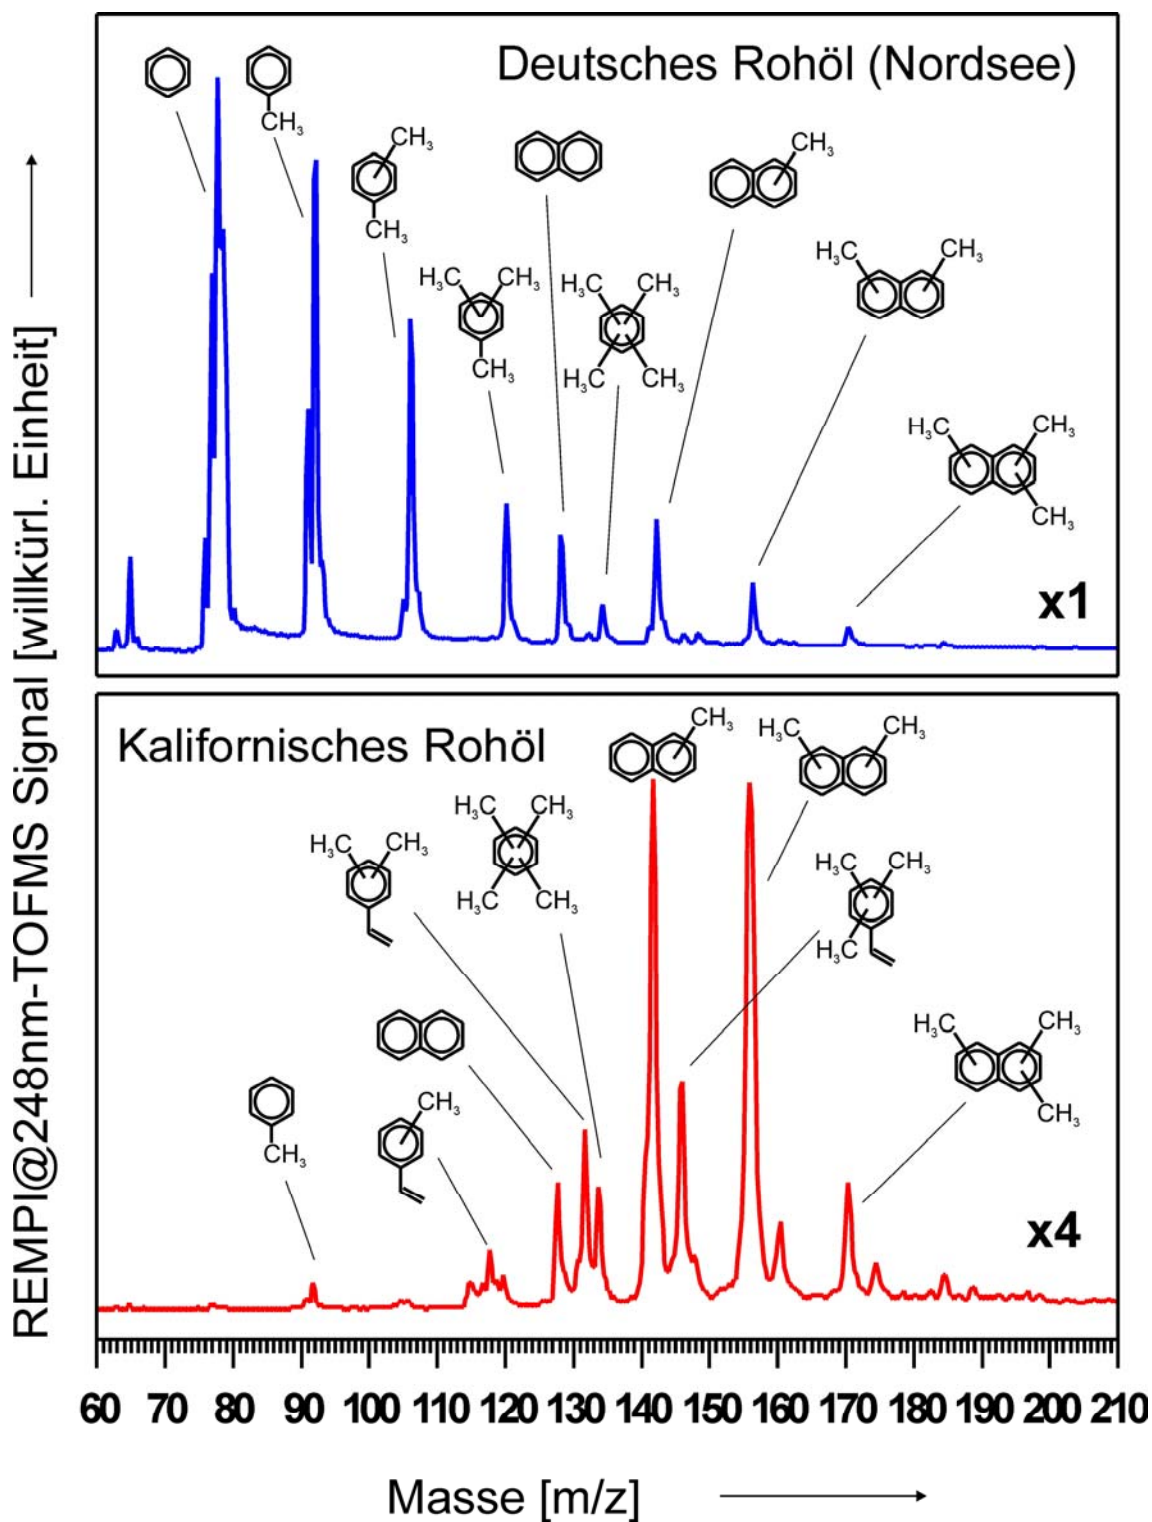 Deutsches Rohöl (Nordsee)
CH₃
CH₃
CH₃
CH₃
H₃C
CH₃
H₃C
CH₃
H₃C
CH₃
H₃C
CH₃
CH₃
H₃C
CH₃
H₃C
CH₃
CH₃
x1
REMPI@248nm-TOFMS Signal [willkürl. Einheit]
Kalifornisches Rohöl
CH₃
H₃C
CH₃
H₃C
CH₃
H₃C
CH₃
H₃C
CH₃
H₃C
CH₃
H₃C
H₃C
CH₃
CH₃
CH₃
CH₃
x4
60 70 80 90 100 110 120 130 140 150 160 170 180 190 200 210
Masse [m/z]